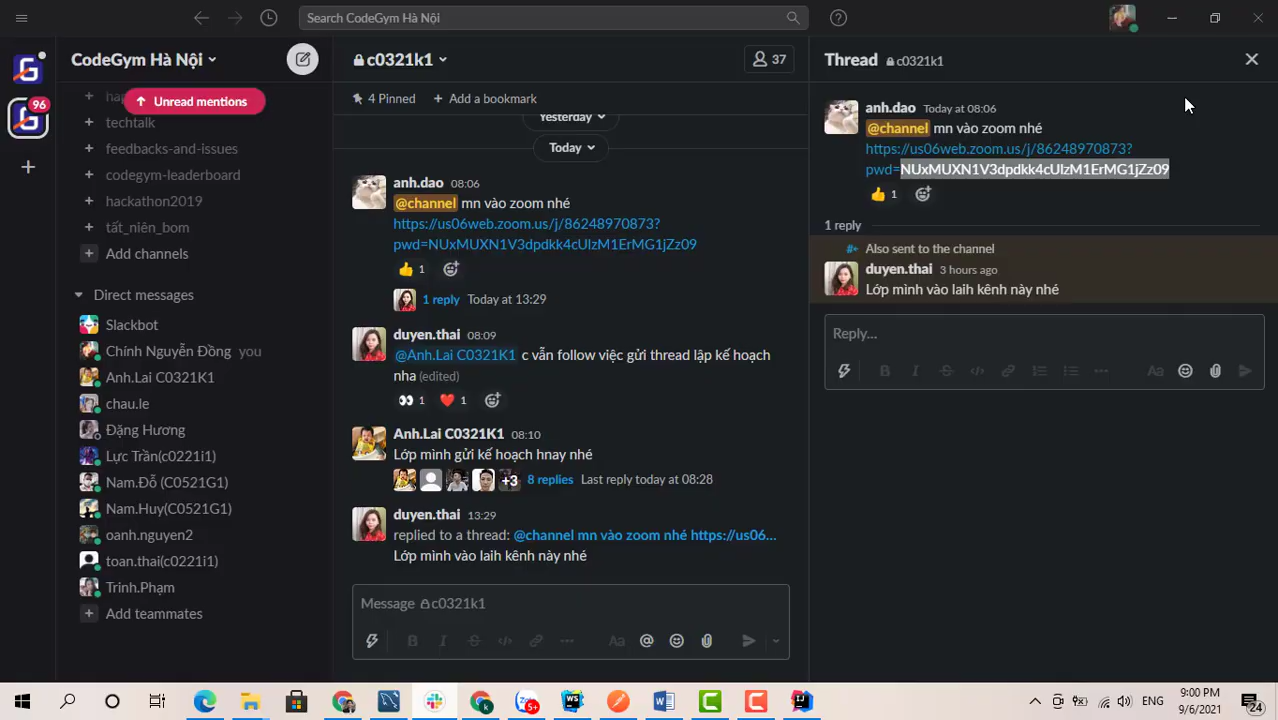 Search CodeGym Hà Nội
96
CodeGym Hà Nội
Unread mentions
techtalk
feedbacks-and-issues
codegym-leaderboard
hackathon2019
tất_niên_bom
Add channels
Direct messages
Slackbot
Chính Nguyễn Đồng you
Anh.Lai C0321K1
chau.le
Đặng Hương
Lực Trần(c0221i1)
Nam.Đỗ (C0521G1)
Nam.Huy(C0521G1)
oanh.nguyen2
toan.thai(c0221i1)
Trinh.Phạm
Add teammates
c0321k1
37
4 Pinned
Add a bookmark
Yesterday
Today
anh.dao 08:06
@channel mn vào zoom nhé
https://us06web.zoom.us/j/86248970873?
pwd=NUxMUXN1V3dpdkk4cUlzM1ErMG1jZz09
1
1 reply Today at 13:29
duyen.thai 08:09
@Anh.Lai C0321K1 c vẫn follow việc gửi thread lập kế hoạch
nha (edited)
1 1
Anh.Lai C0321K1 08:10
Lớp mình gửi kế hoạch hnay nhé
+3 8 replies Last reply today at 08:28
duyen.thai 13:29
replied to a thread: @channel mn vào zoom nhé https://us06...
Lớp mình vào laih kênh này nhé
Message c0321k1
Thread c0321k1
anh.dao Today at 08:06
@channel mn vào zoom nhé
https://us06web.zoom.us/j/86248970873?
pwd=NUxMUXN1V3dpdkk4cUlzM1ErMG1jZz09
1
1 reply
Also sent to the channel
duyen.thai 3 hours ago
Lớp mình vào laih kênh này nhé
Reply...
5+
ENG
9:00 PM
9/6/2021
24